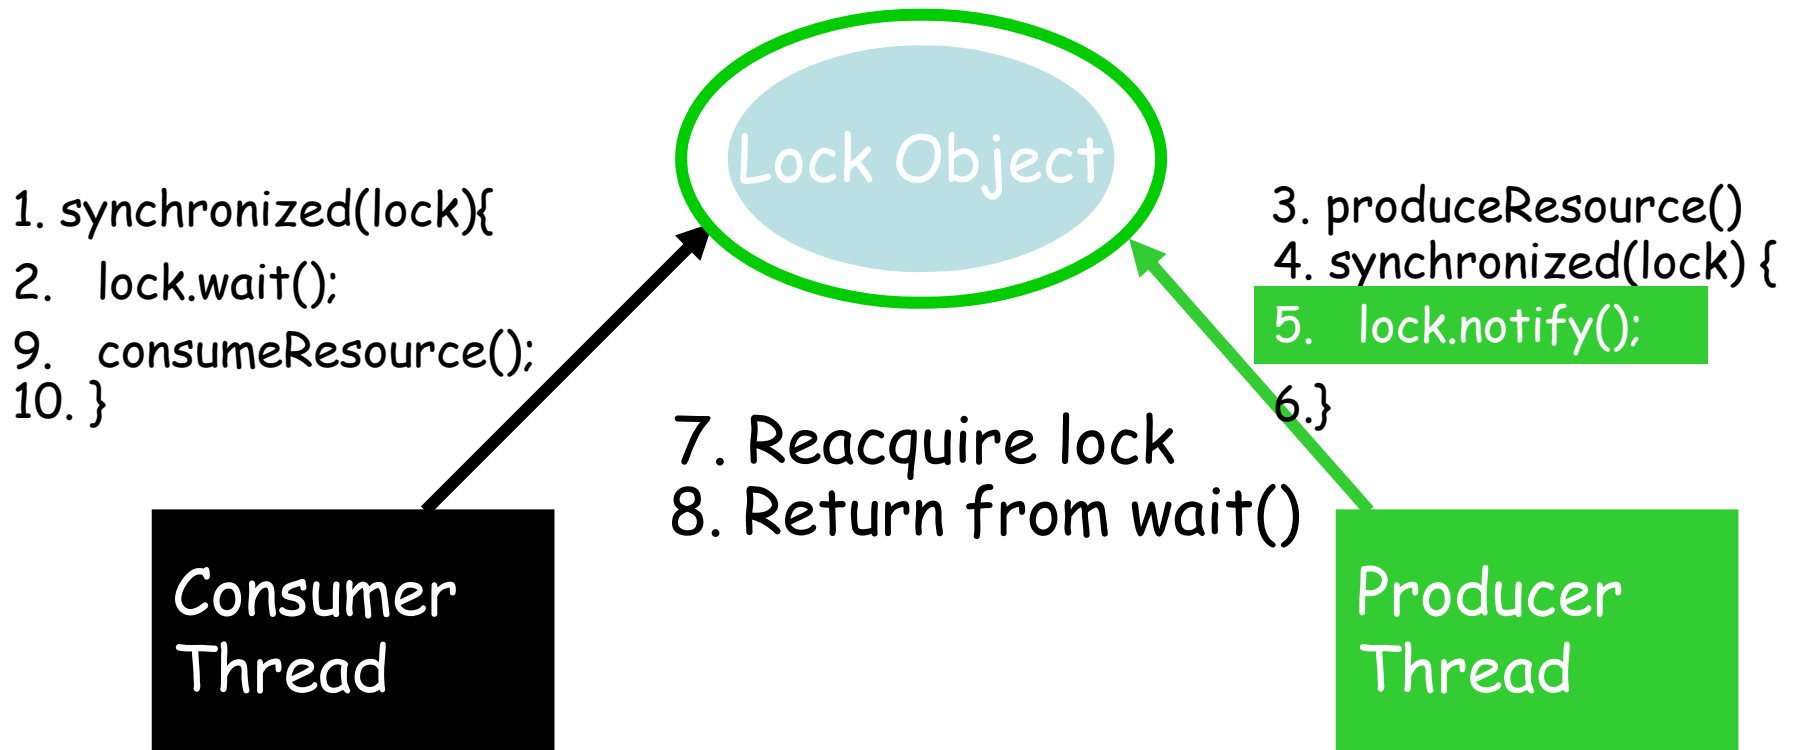 Lock Object
1. synchronized(lock){
2. lock.wait();
9. consumeResource();
10. }
3. produceResource()
4. synchronized(lock) {
5. lock.notify();
6.}
7. Reacquire lock
8. Return from wait()
Consumer
Thread
Producer
Thread